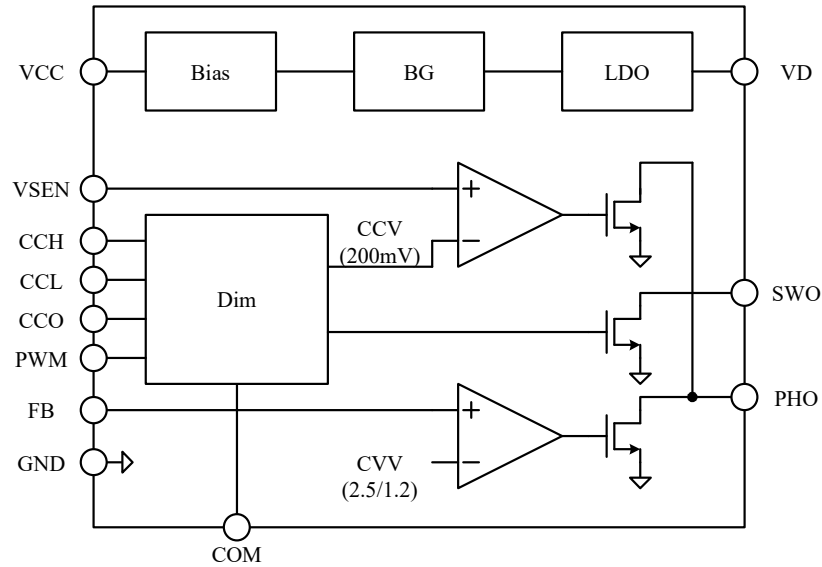 VCC
Bias
BG
LDO
VD
VSEN
+
CCH
CCV
−
(200mV)
CCL
Dim
SWO
CCO
PWM
PHO
FB
+
GND
CVV
−
(2.5/1.2)
COM